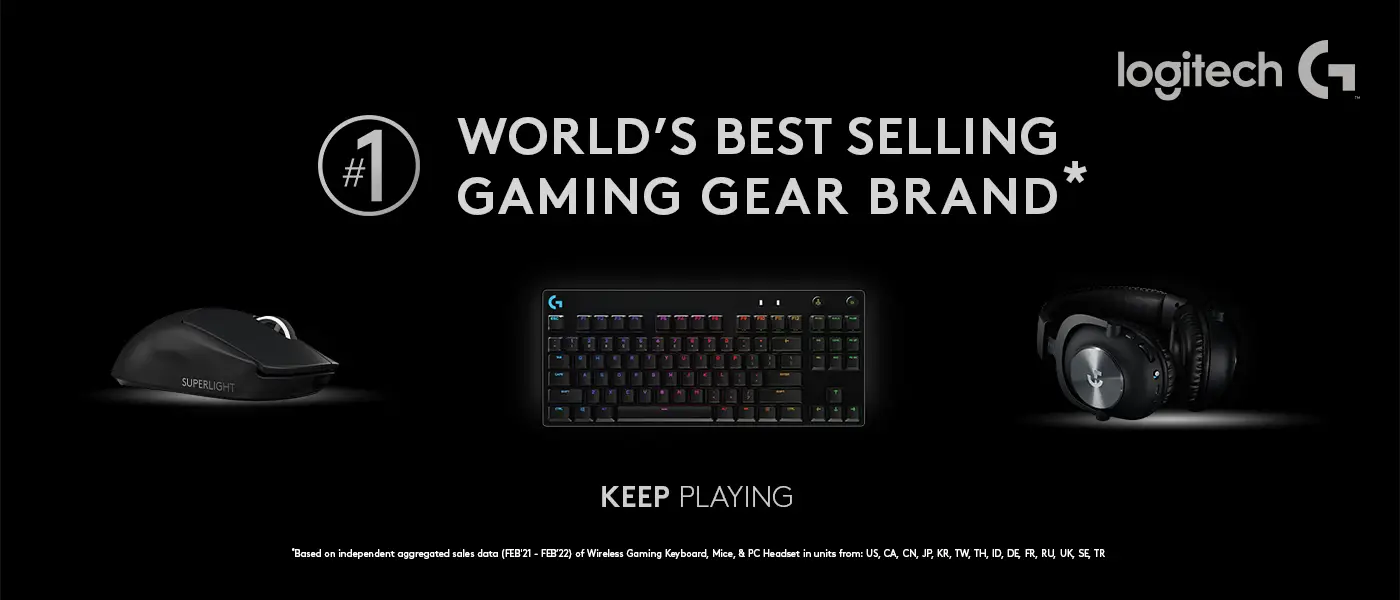 logitech G
#1
WORLD'S BEST SELLING
GAMING GEAR BRAND*
SUPERLIGHT
KEEP PLAYING
*Based on independent aggregated sales data (FEB'21 - FEB'22) of Wireless Gaming Keyboard, Mice, & PC Headset in units from: US, CA, CN, JP, KR, TW, TH, ID, DE, FR, RU, UK, SE, TR